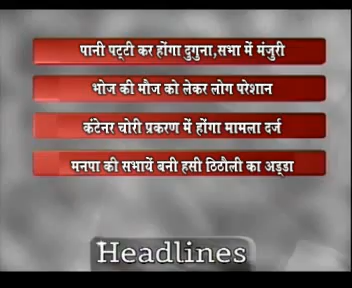 पानी पट्टी कर होंगा दुगुना,सभा में मंजुरी
भोज की मौज को लेकर लोग परेशान
कंटेनर चोरी प्रकरण में होंगा मामला दर्ज
मनपा की सभायें बनी हसी ठिठौली का अड्डा
Headlines